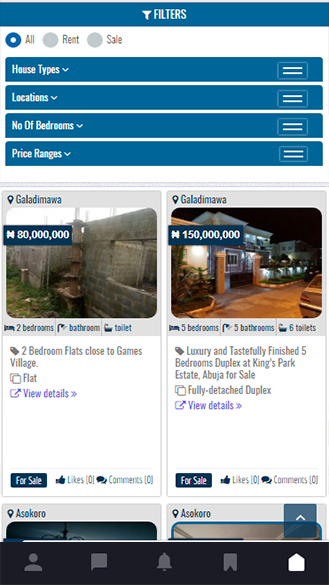 FILTERS
All Rent Sale
House Types
Locations
No Of Bedrooms
Price Ranges
Galadimawa
₦ 80,000,000
2 bedrooms bathroom toilet
2 Bedroom Flats close to Games
Village.
Flat
View details »
For Sale Likes [0] Comments [0]
Galadimawa
₦ 150,000,000
5 bedrooms 5 bathrooms 6 toilets
Luxury and Tastefully Finished 5
Bedrooms Duplex at King's Park
Estate, Abuja for Sale
Fully-detached Duplex
View details »
For Sale Likes [0] Comments [0]
Asokoro
Asokoro